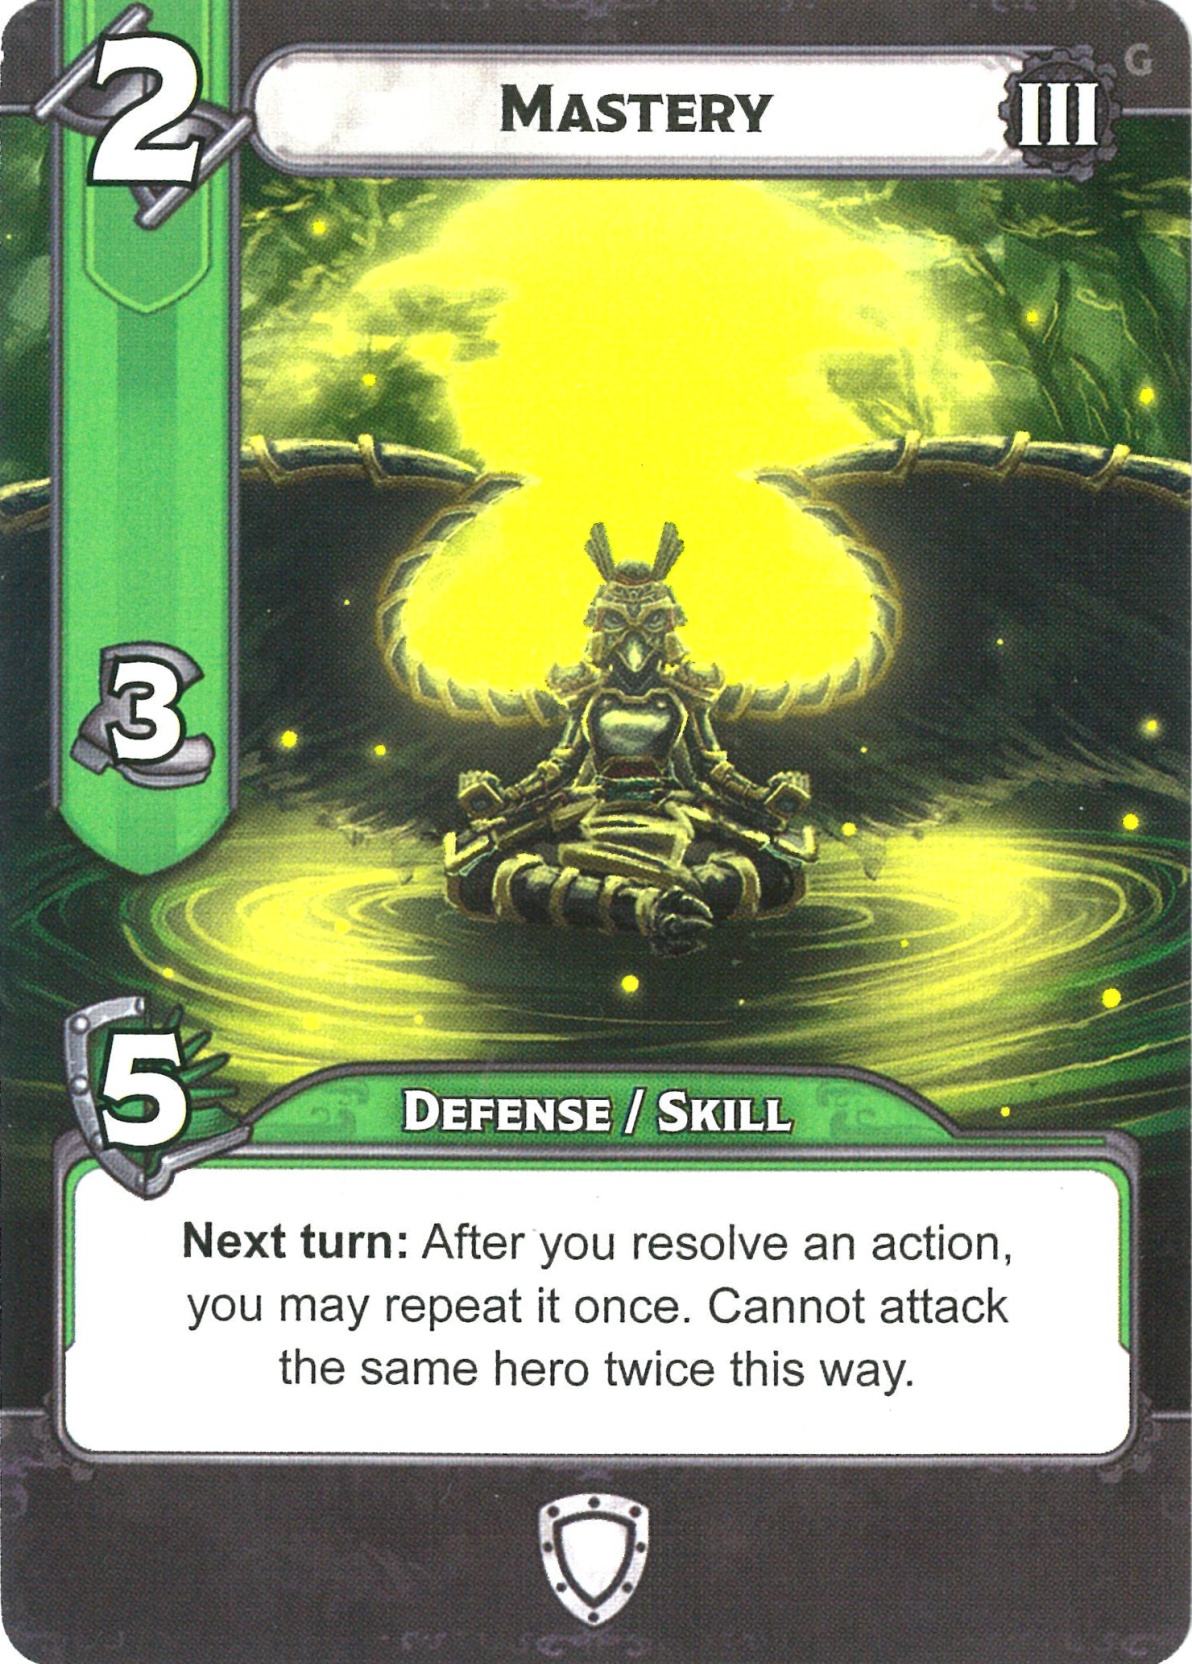 G
2
MASTERY
III
3
5
DEFENSE / SKILL
Next turn: After you resolve an action,
you may repeat it once. Cannot attack
the same hero twice this way.